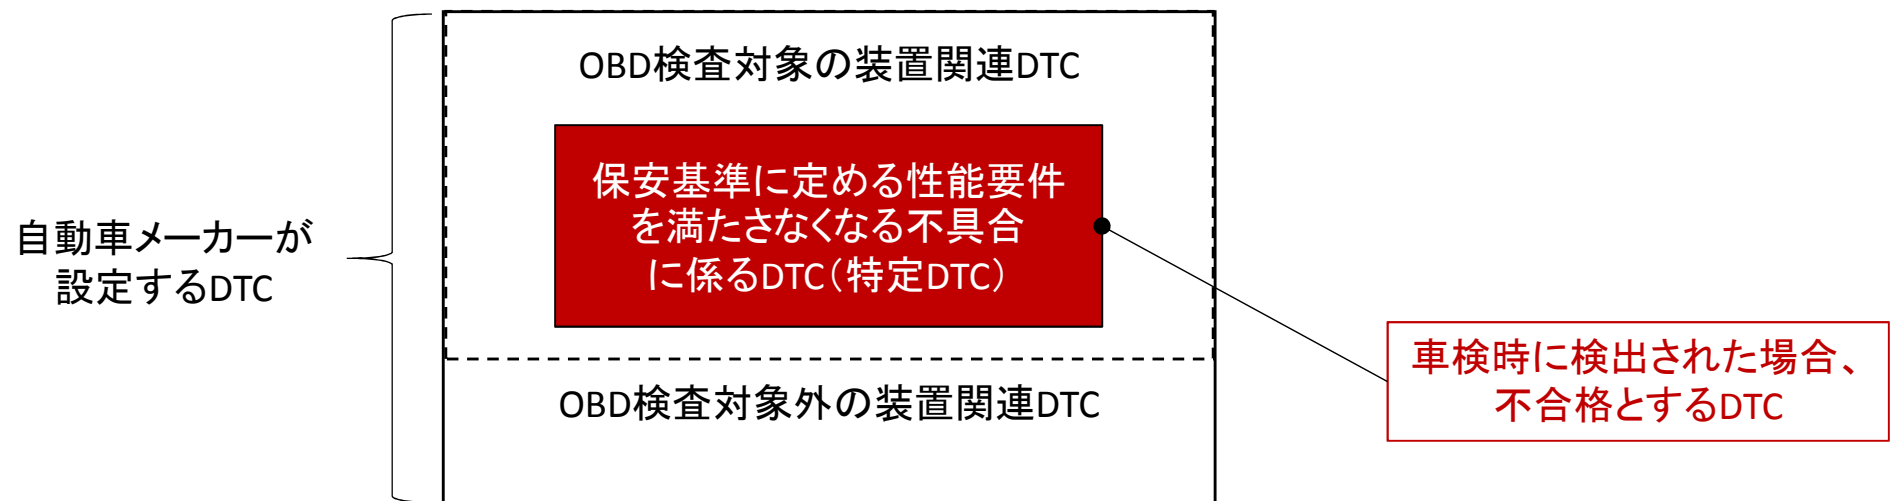 OBD検査対象の装置関連DTC
保安基準に定める性能要件
を満たさなくなる不具合
に係るDTC（特定DTC）
自動車メーカーが
設定するDTC
車検時に検出された場合、
不合格とするDTC
OBD検査対象外の装置関連DTC